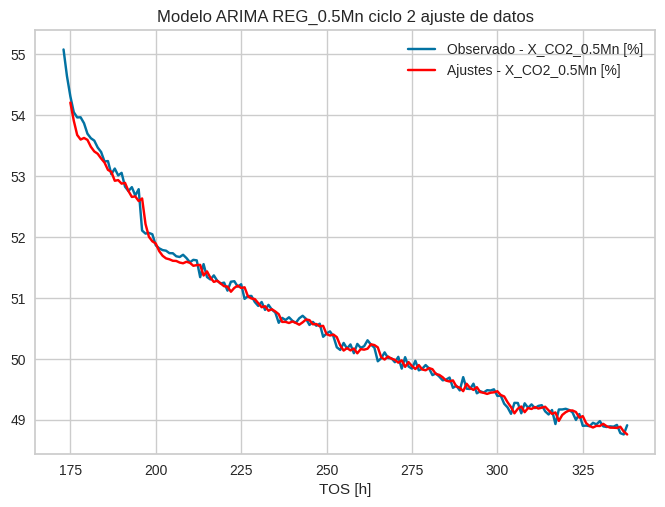 Modelo ARIMA REG_0.5Mn ciclo 2 ajuste de datos
Observado - X_CO2_0.5Mn [%]
Ajustes - X_CO2_0.5Mn [%]
55
54
53
52
51
50
49
175 200 225 250 275 300 325
TOS [h]